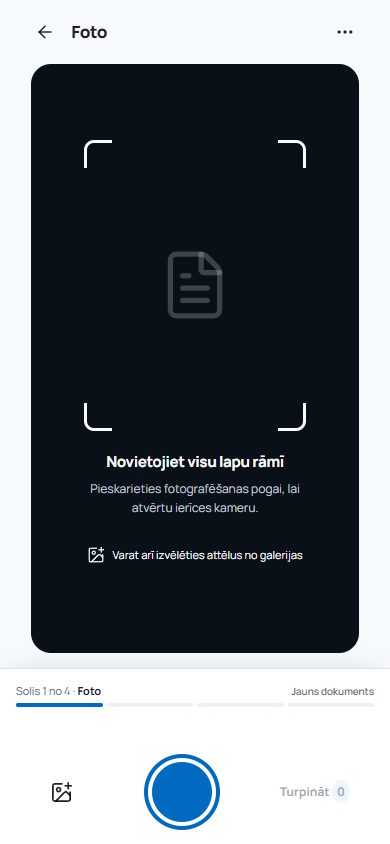 Foto
Novietojiet visu lapu rāmī
Pieskarieties fotografēšanas pogai, lai
atvērtu ierīces kameru.
Varat arī izvēlēties attēlus no galerijas
Solis 1 no 4 · Foto
Jauns dokuments
Turpināt 0